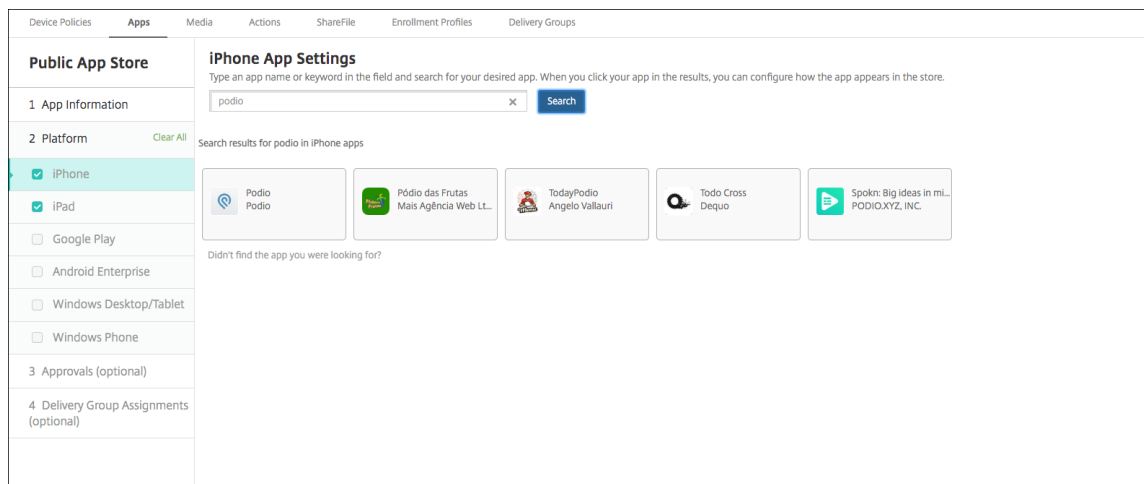 Device Policies Apps Media Actions ShareFile Enrollment Profiles Delivery Groups
Public App Store
1 App Information
2 Platform Clear All
iPhone
iPad
Google Play
Android Enterprise
Windows Desktop/Tablet
Windows Phone
3 Approvals (optional)
4 Delivery Group Assignments
(optional)
iPhone App Settings
Type an app name or keyword in the field and search for your desired app. When you click your app in the results, you can configure how the app appears in the store.
podio Search
Search results for podio in iPhone apps
Podio
Podio
Pódio das Frutas
Mais Agência Web Lt...
TodayPodio
Angelo Vallauri
Todo Cross
Dequo
Spokn: Big ideas in mi...
PODIO.XYZ, INC.
Didn't find the app you were looking for?